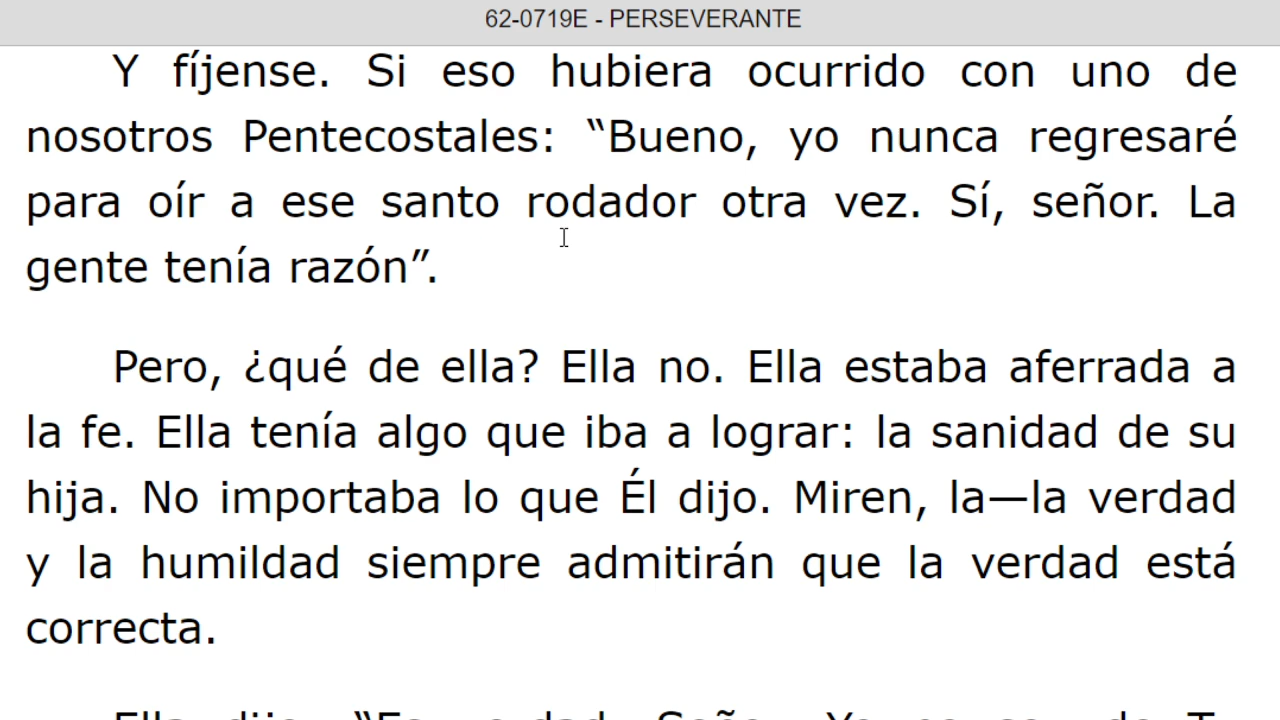 62-0719E - PERSEVERANTE
Y fíjense. Si eso hubiera ocurrido con uno de
nosotros Pentecostales: “Bueno, yo nunca regresaré
para oír a ese santo rodador otra vez. Sí, señor. La
gente tenía razón”.
Pero, ¿qué de ella? Ella no. Ella estaba aferrada a
la fe. Ella tenía algo que iba a lograr: la sanidad de su
hija. No importaba lo que Él dijo. Miren, la—la verdad
y la humildad siempre admitirán que la verdad está
correcta.